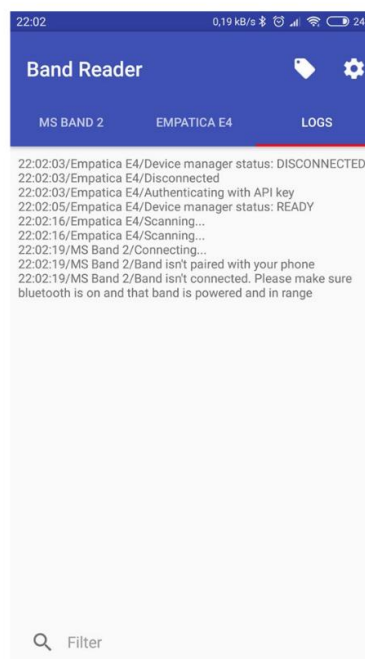 22:02 0,19 kB/s 24
Band Reader
MS BAND 2 EMPATICA E4 LOGS
22:02:03/Empatica E4/Device manager status: DISCONNECTED
22:02:03/Empatica E4/Disconnected
22:02:03/Empatica E4/Authenticating with API key
22:02:05/Empatica E4/Device manager status: READY
22:02:16/Empatica E4/Scanning...
22:02:16/Empatica E4/Scanning...
22:02:19/MS Band 2/Connecting...
22:02:19/MS Band 2/Band isn't paired with your phone
22:02:19/MS Band 2/Band isn't connected. Please make sure
bluetooth is on and that band is powered and in range
Filter